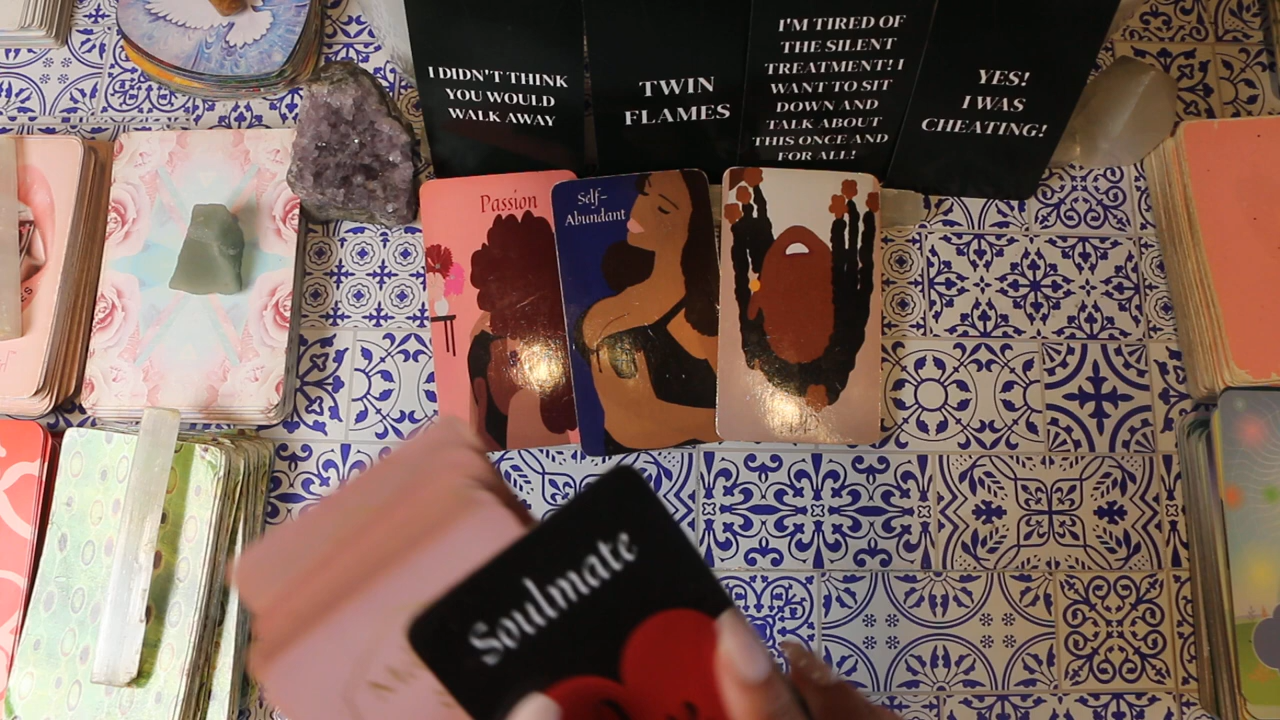 I DIDN'T THINK
YOU WOULD
WALK AWAY
TWIN
FLAMES
I'M TIRED OF
THE SILENT
TREATMENT! I
WANT TO SIT
DOWN AND
TALK ABOUT
THIS ONCE AND
FOR ALL!
YES!
I WAS
CHEATING!
Passion
Self-
Abundant
Soulmate